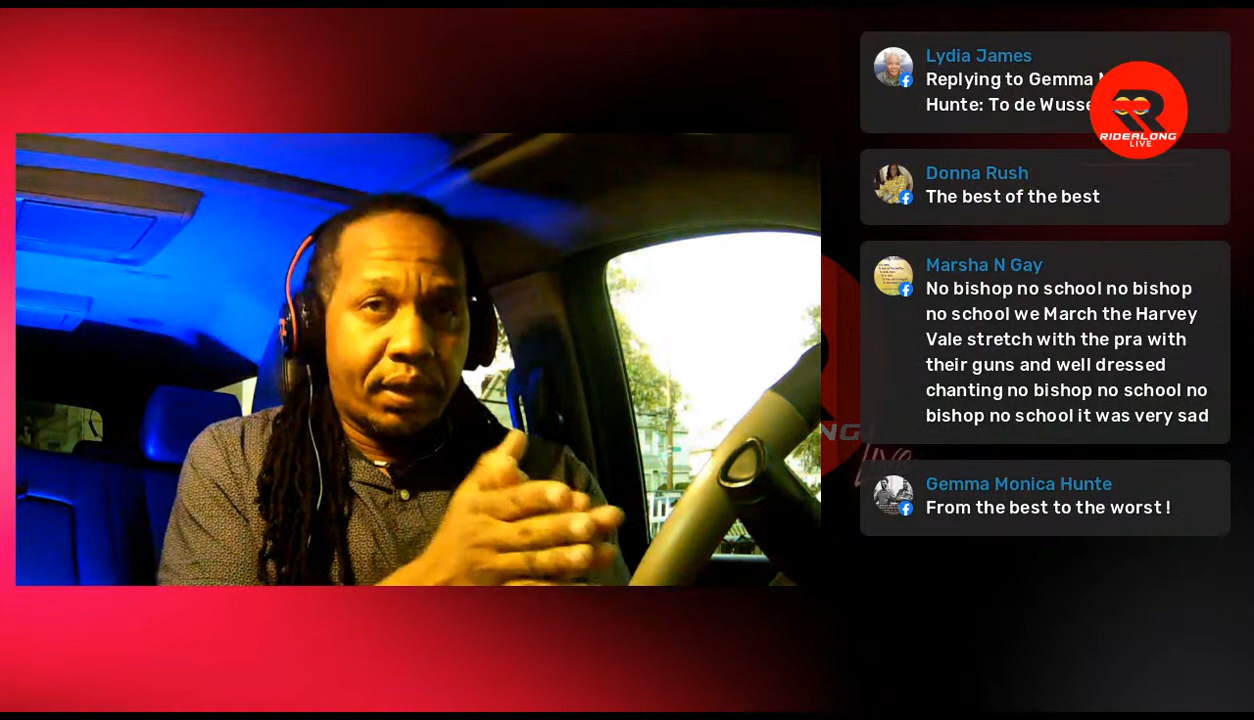 Lydia James
Replying to Gemma
Hunte: To de Wusse
RIDEALONG
LIVE
Donna Rush
The best of the best
Marsha N Gay
No bishop no school no bishop
no school we March the Harvey
Vale stretch with the pra with
their guns and well dressed
chanting no bishop no school no
bishop no school it was very sad
Gemma Monica Hunte
From the best to the worst !
live